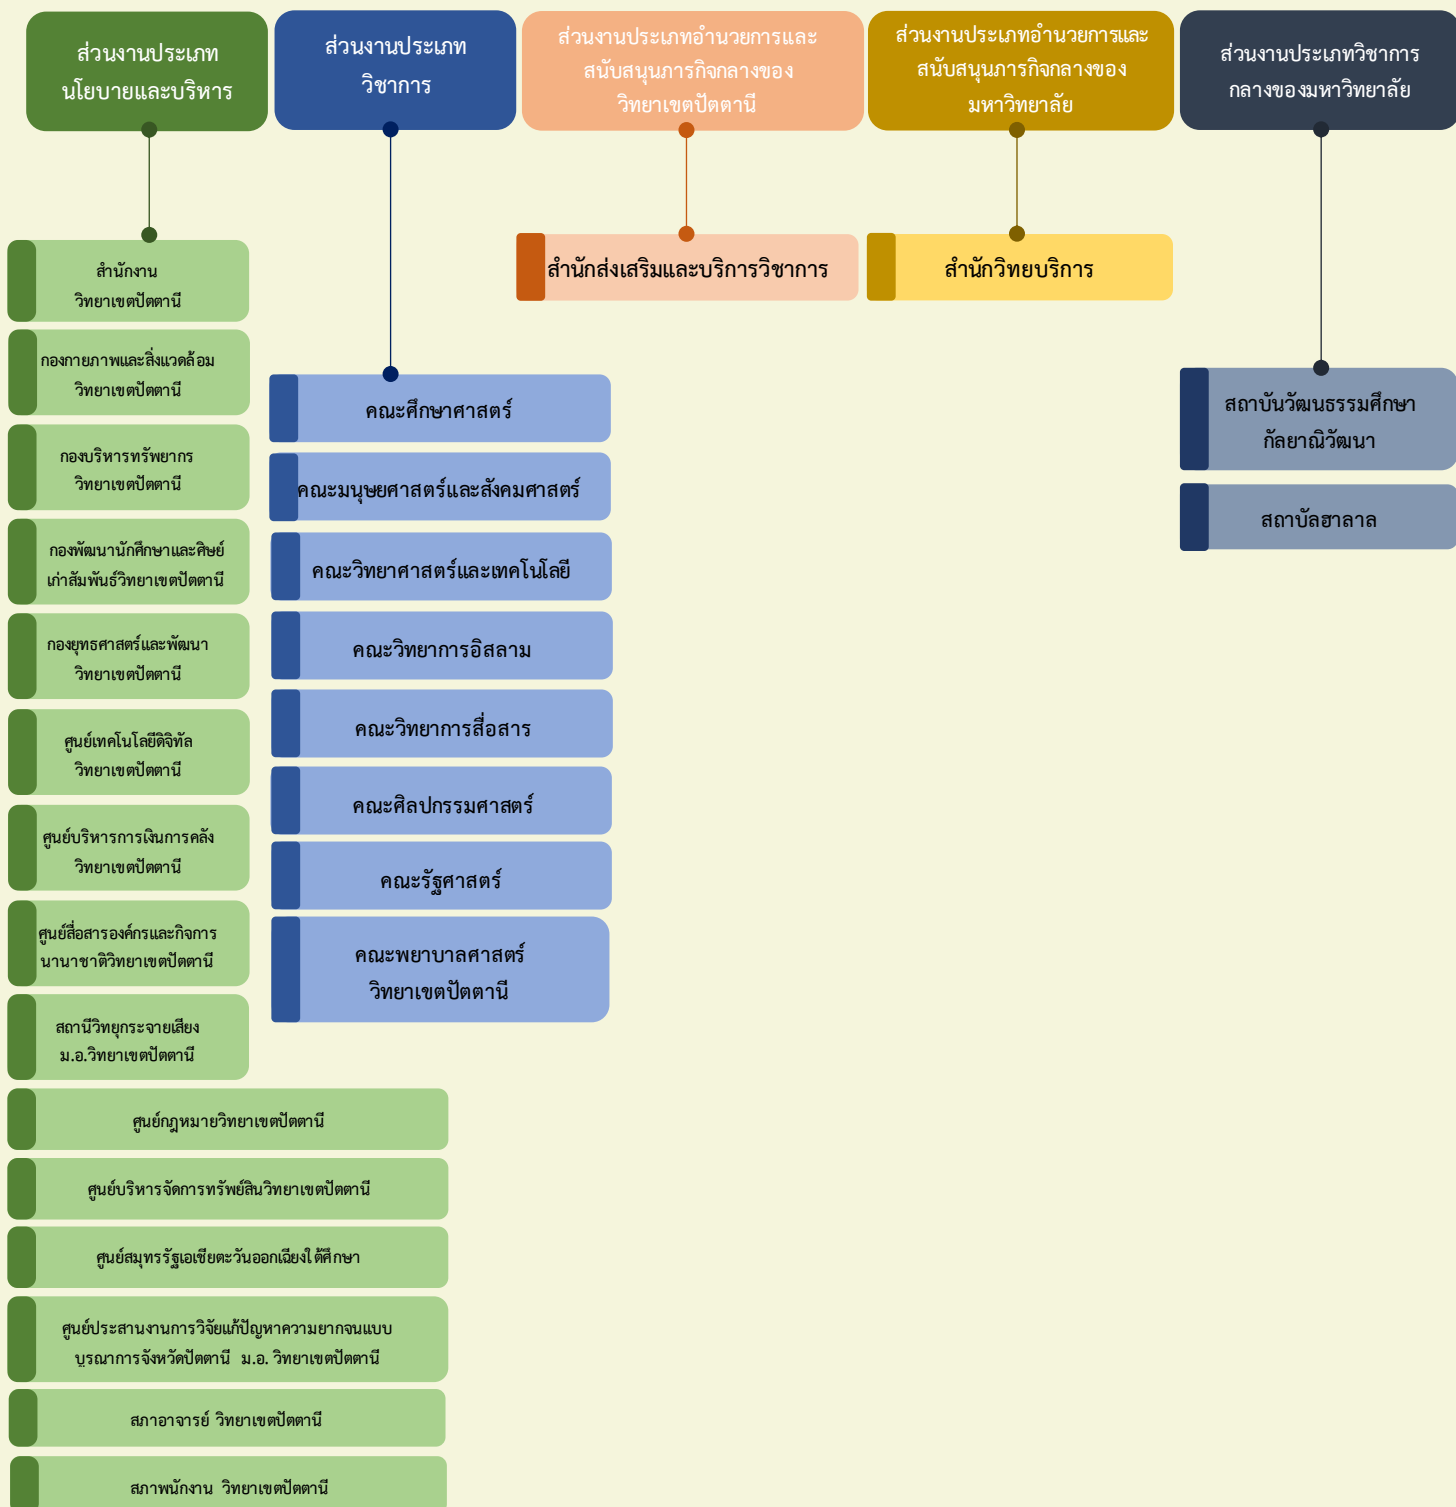 ส่วนงานประเภท
นโยบายและบริหาร
ส่วนงานประเภท
วิชาการ
ส่วนงานประเภทอำนวยการและ
สนับสนุนภารกิจกลางของ
วิทยาเขตปัตตานี
ส่วนงานประเภทอำนวยการและ
สนับสนุนภารกิจกลางของ
มหาวิทยาลัย
ส่วนงานประเภทวิชาการ
กลางของมหาวิทยาลัย
สำนักงาน
วิทยาเขตปัตตานี
กองกายภาพและสิ่งแวดล้อม
วิทยาเขตปัตตานี
กองบริหารทรัพยากร
วิทยาเขตปัตตานี
กองพัฒนานักศึกษาและศิษย์
เก่าสัมพันธ์วิทยาเขตปัตตานี
กองยุทธศาสตร์และพัฒนา
วิทยาเขตปัตตานี
ศูนย์เทคโนโลยีดิจิทัล
วิทยาเขตปัตตานี
ศูนย์บริหารการเงินการคลัง
วิทยาเขตปัตตานี
ศูนย์สื่อสารองค์กรและกิจการ
นานาชาติวิทยาเขตปัตตานี
สถานีวิทยุกระจายเสียง
ม.อ.วิทยาเขตปัตตานี
ศูนย์กฎหมายวิทยาเขตปัตตานี
ศูนย์บริหารจัดการทรัพย์สินวิทยาเขตปัตตานี
ศูนย์สมุทรรัฐเอเชียตะวันออกเฉียงใต้ศึกษา
ศูนย์ประสานงานการวิจัยแก้ปัญหาความยากจนแบบ
บูรณาการจังหวัดปัตตานี ม.อ. วิทยาเขตปัตตานี
สภาอาจารย์ วิทยาเขตปัตตานี
สภาพนักงาน วิทยาเขตปัตตานี
คณะศึกษาศาสตร์
คณะมนุษยศาสตร์และสังคมศาสตร์
คณะวิทยาศาสตร์และเทคโนโลยี
คณะวิทยาการอิสลาม
คณะวิทยาการสื่อสาร
คณะศิลปกรรมศาสตร์
คณะรัฐศาสตร์
คณะพยาบาลศาสตร์
วิทยาเขตปัตตานี
สำนักส่งเสริมและบริการวิชาการ
สำนักวิทยบริการ
สถาบันวัฒนธรรมศึกษา
กัลยาณิวัฒนา
สถาบัลฮาลาล